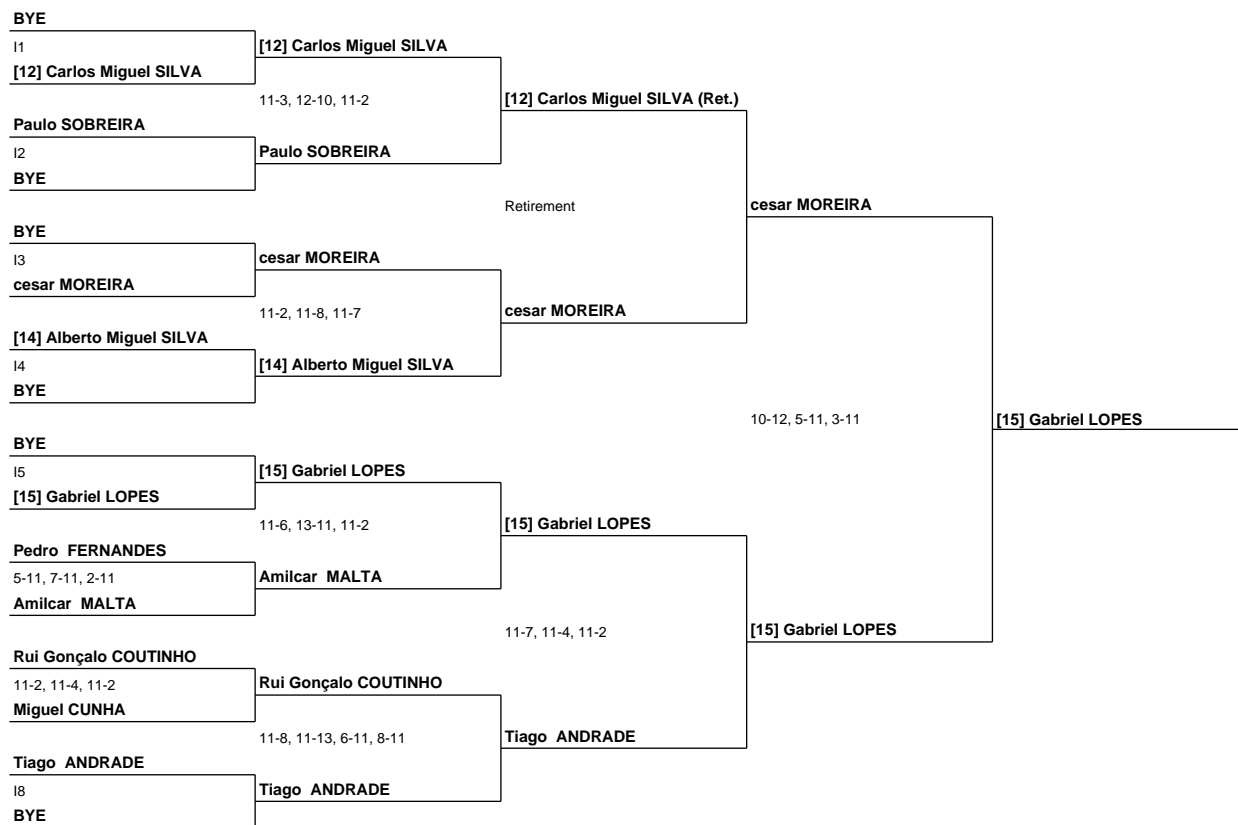 BYE
I1
[12] Carlos Miguel SILVA
[12] Carlos Miguel SILVA
11-3, 12-10, 11-2
[12] Carlos Miguel SILVA (Ret.)
Paulo SOBREIRA
I2
Paulo SOBREIRA
BYE
Retirement
cesar MOREIRA
BYE
I3
cesar MOREIRA
cesar MOREIRA
11-2, 11-8, 11-7
cesar MOREIRA
[14] Alberto Miguel SILVA
I4
[14] Alberto Miguel SILVA
BYE
10-12, 5-11, 3-11
[15] Gabriel LOPES
BYE
I5
[15] Gabriel LOPES
[15] Gabriel LOPES
11-6, 13-11, 11-2
[15] Gabriel LOPES
Pedro FERNANDES
5-11, 7-11, 2-11
Amilcar MALTA
Amilcar MALTA
11-7, 11-4, 11-2
[15] Gabriel LOPES
Rui Gonçalo COUTINHO
11-2, 11-4, 11-2
Rui Gonçalo COUTINHO
Miguel CUNHA
11-8, 11-13, 6-11, 8-11
Tiago ANDRADE
Tiago ANDRADE
I8
Tiago ANDRADE
BYE